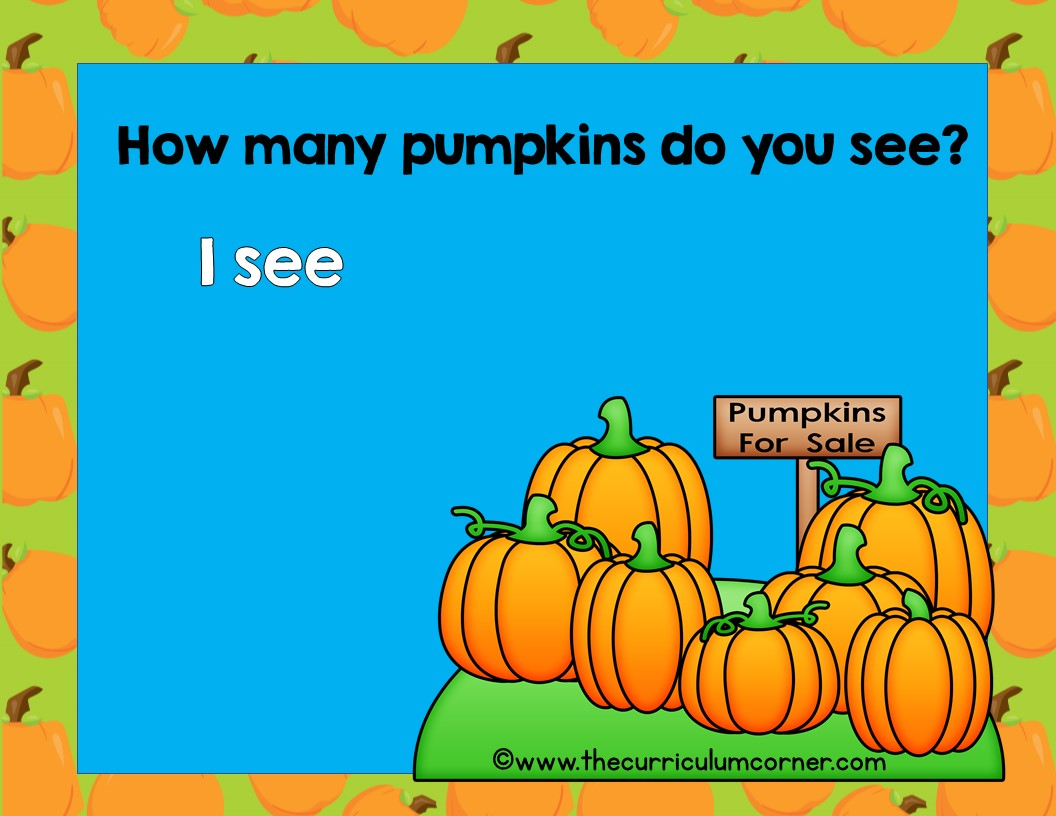 How many pumpkins do you see?
I see
Pumpkins
For Sale
©www.thecurriculumcorner.com